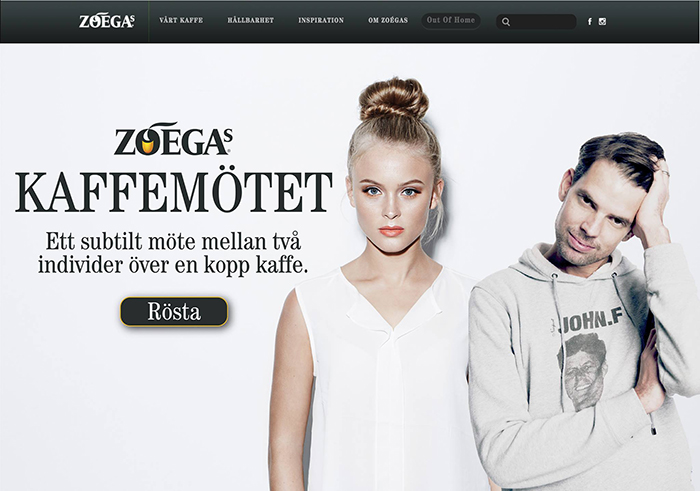 ZOÉGAS
VÅRT KAFFE
HÅLLBARHET
INSPIRATION
OM ZOÉGAS
Out Of Home
f
ZOÉGAS
KAFFEMÖTET
Ett subtilt möte mellan två
individer över en kopp kaffe.
Rösta
JOHN.F